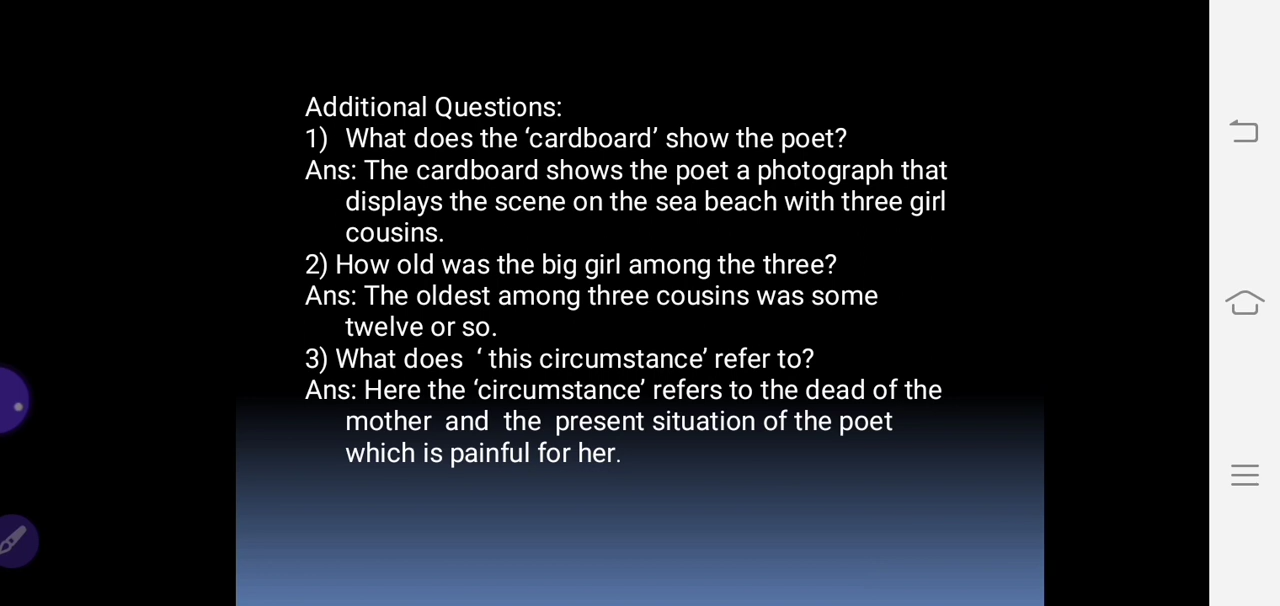 Additional Questions:
1) What does the ‘cardboard’ show the poet?
Ans: The cardboard shows the poet a photograph that
displays the scene on the sea beach with three girl
cousins.
2) How old was the big girl among the three?
Ans: The oldest among three cousins was some
twelve or so.
3) What does ‘ this circumstance’ refer to?
Ans: Here the ‘circumstance’ refers to the dead of the
mother and the present situation of the poet
which is painful for her.